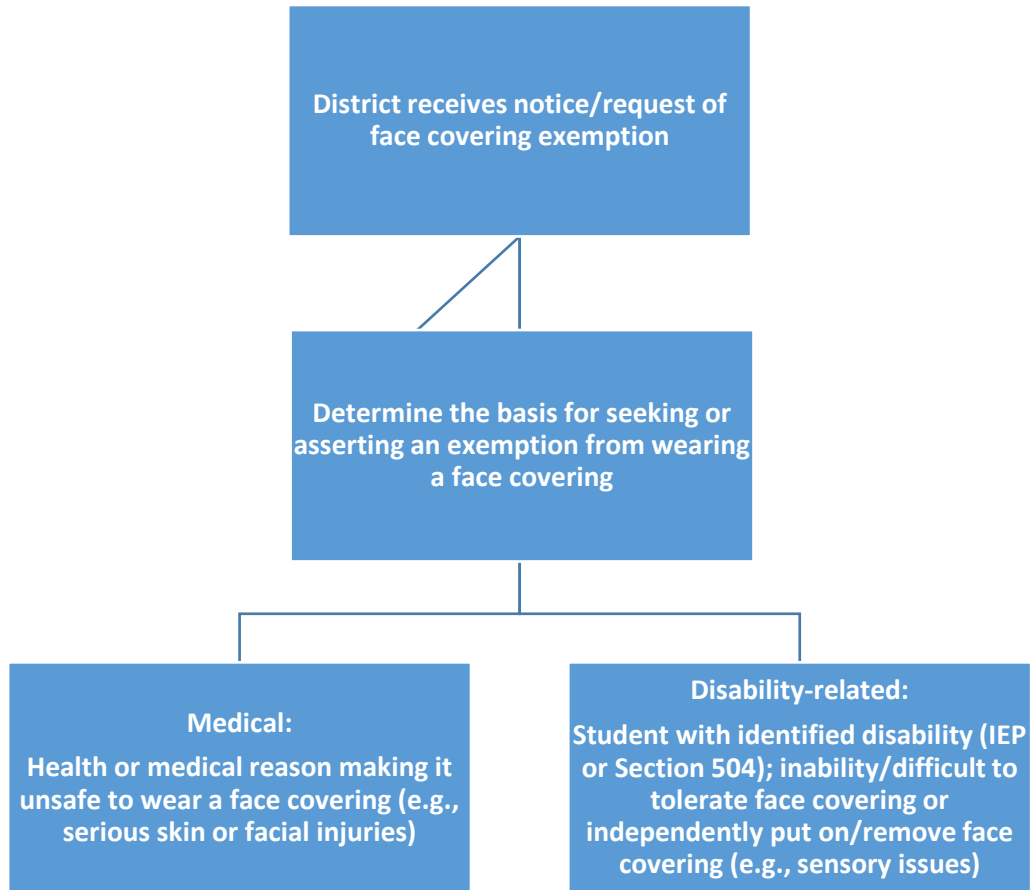 District receives notice/request of
face covering exemption
Determine the basis for seeking or
asserting an exemption from wearing
a face covering
Medical:
Health or medical reason making it
unsafe to wear a face covering (e.g.,
serious skin or facial injuries)
Disability-related:
Student with identified disability (IEP
or Section 504); inability/difficult to
tolerate face covering or
independently put on/remove face
covering (e.g., sensory issues)